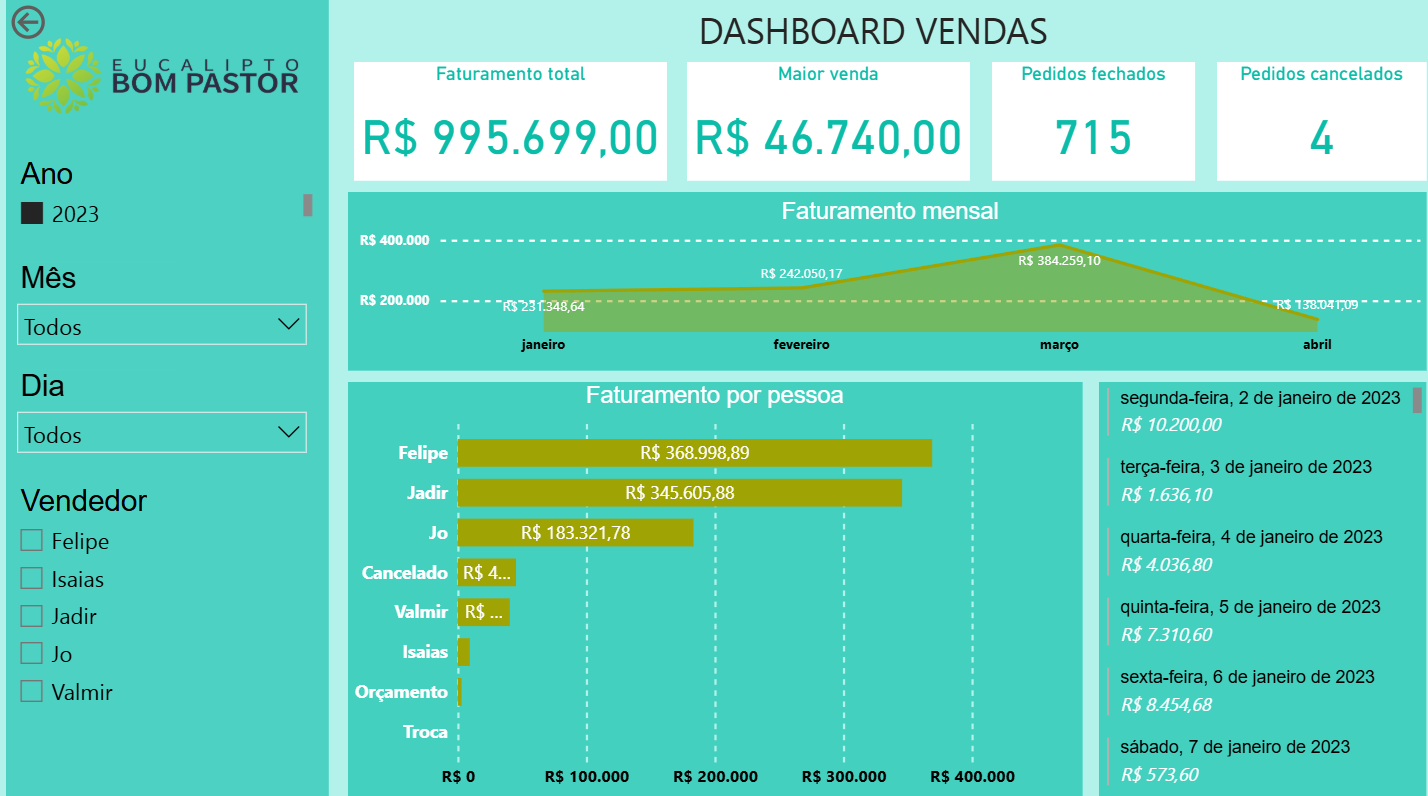 EUCALIPTO
BOM PASTOR
Ano
2023
Mês
Todos
Dia
Todos
Vendedor
Felipe
Isaias
Jadir
Jo
Valmir
DASHBOARD VENDAS
Faturamento total
R$ 995.699,00
Maior venda
R$ 46.740,00
Pedidos fechados
715
Pedidos cancelados
4
Faturamento mensal
R$ 400.000
R$ 200.000
R$ 231.348,64
R$ 242.050,17
R$ 384.259,10
R$ 138.041,09
janeiro
fevereiro
março
abril
Faturamento por pessoa
Felipe R$ 368.998,89
Jadir R$ 345.605,88
Jo R$ 183.321,78
Cancelado R$ 4...
Valmir R$ ...
Isaias
Orçamento
Troca
R$ 0
R$ 100.000
R$ 200.000
R$ 300.000
R$ 400.000
segunda-feira, 2 de janeiro de 2023
R$ 10.200,00
terça-feira, 3 de janeiro de 2023
R$ 1.636,10
quarta-feira, 4 de janeiro de 2023
R$ 4.036,80
quinta-feira, 5 de janeiro de 2023
R$ 7.310,60
sexta-feira, 6 de janeiro de 2023
R$ 8.454,68
sábado, 7 de janeiro de 2023
R$ 573,60